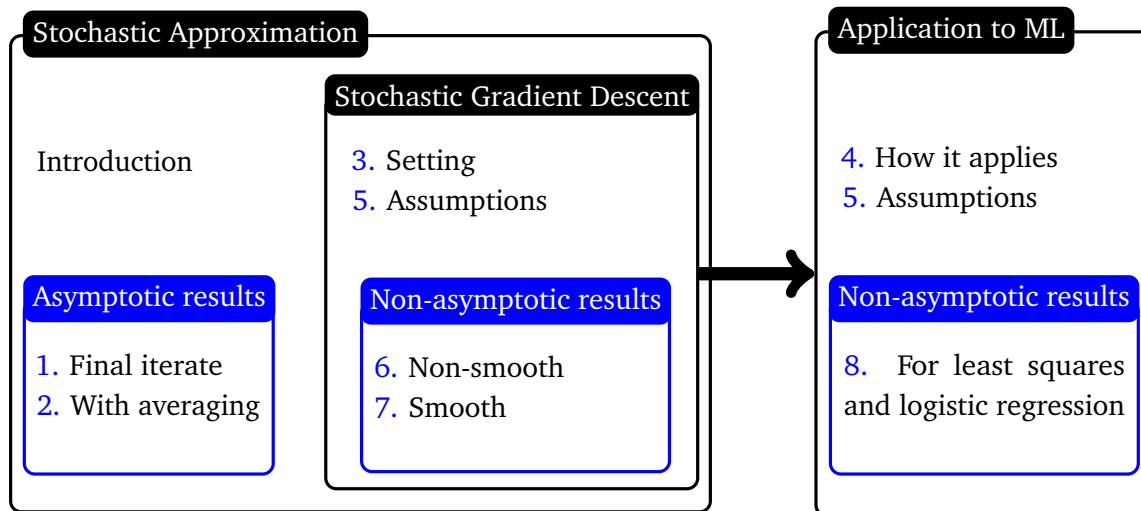 Stochastic Approximation
Introduction
Asymptotic results
1. Final iterate
2. With averaging
Stochastic Gradient Descent
3. Setting
5. Assumptions
Non-asymptotic results
6. Non-smooth
7. Smooth
Application to ML
4. How it applies
5. Assumptions
Non-asymptotic results
8. For least squares
and logistic regression